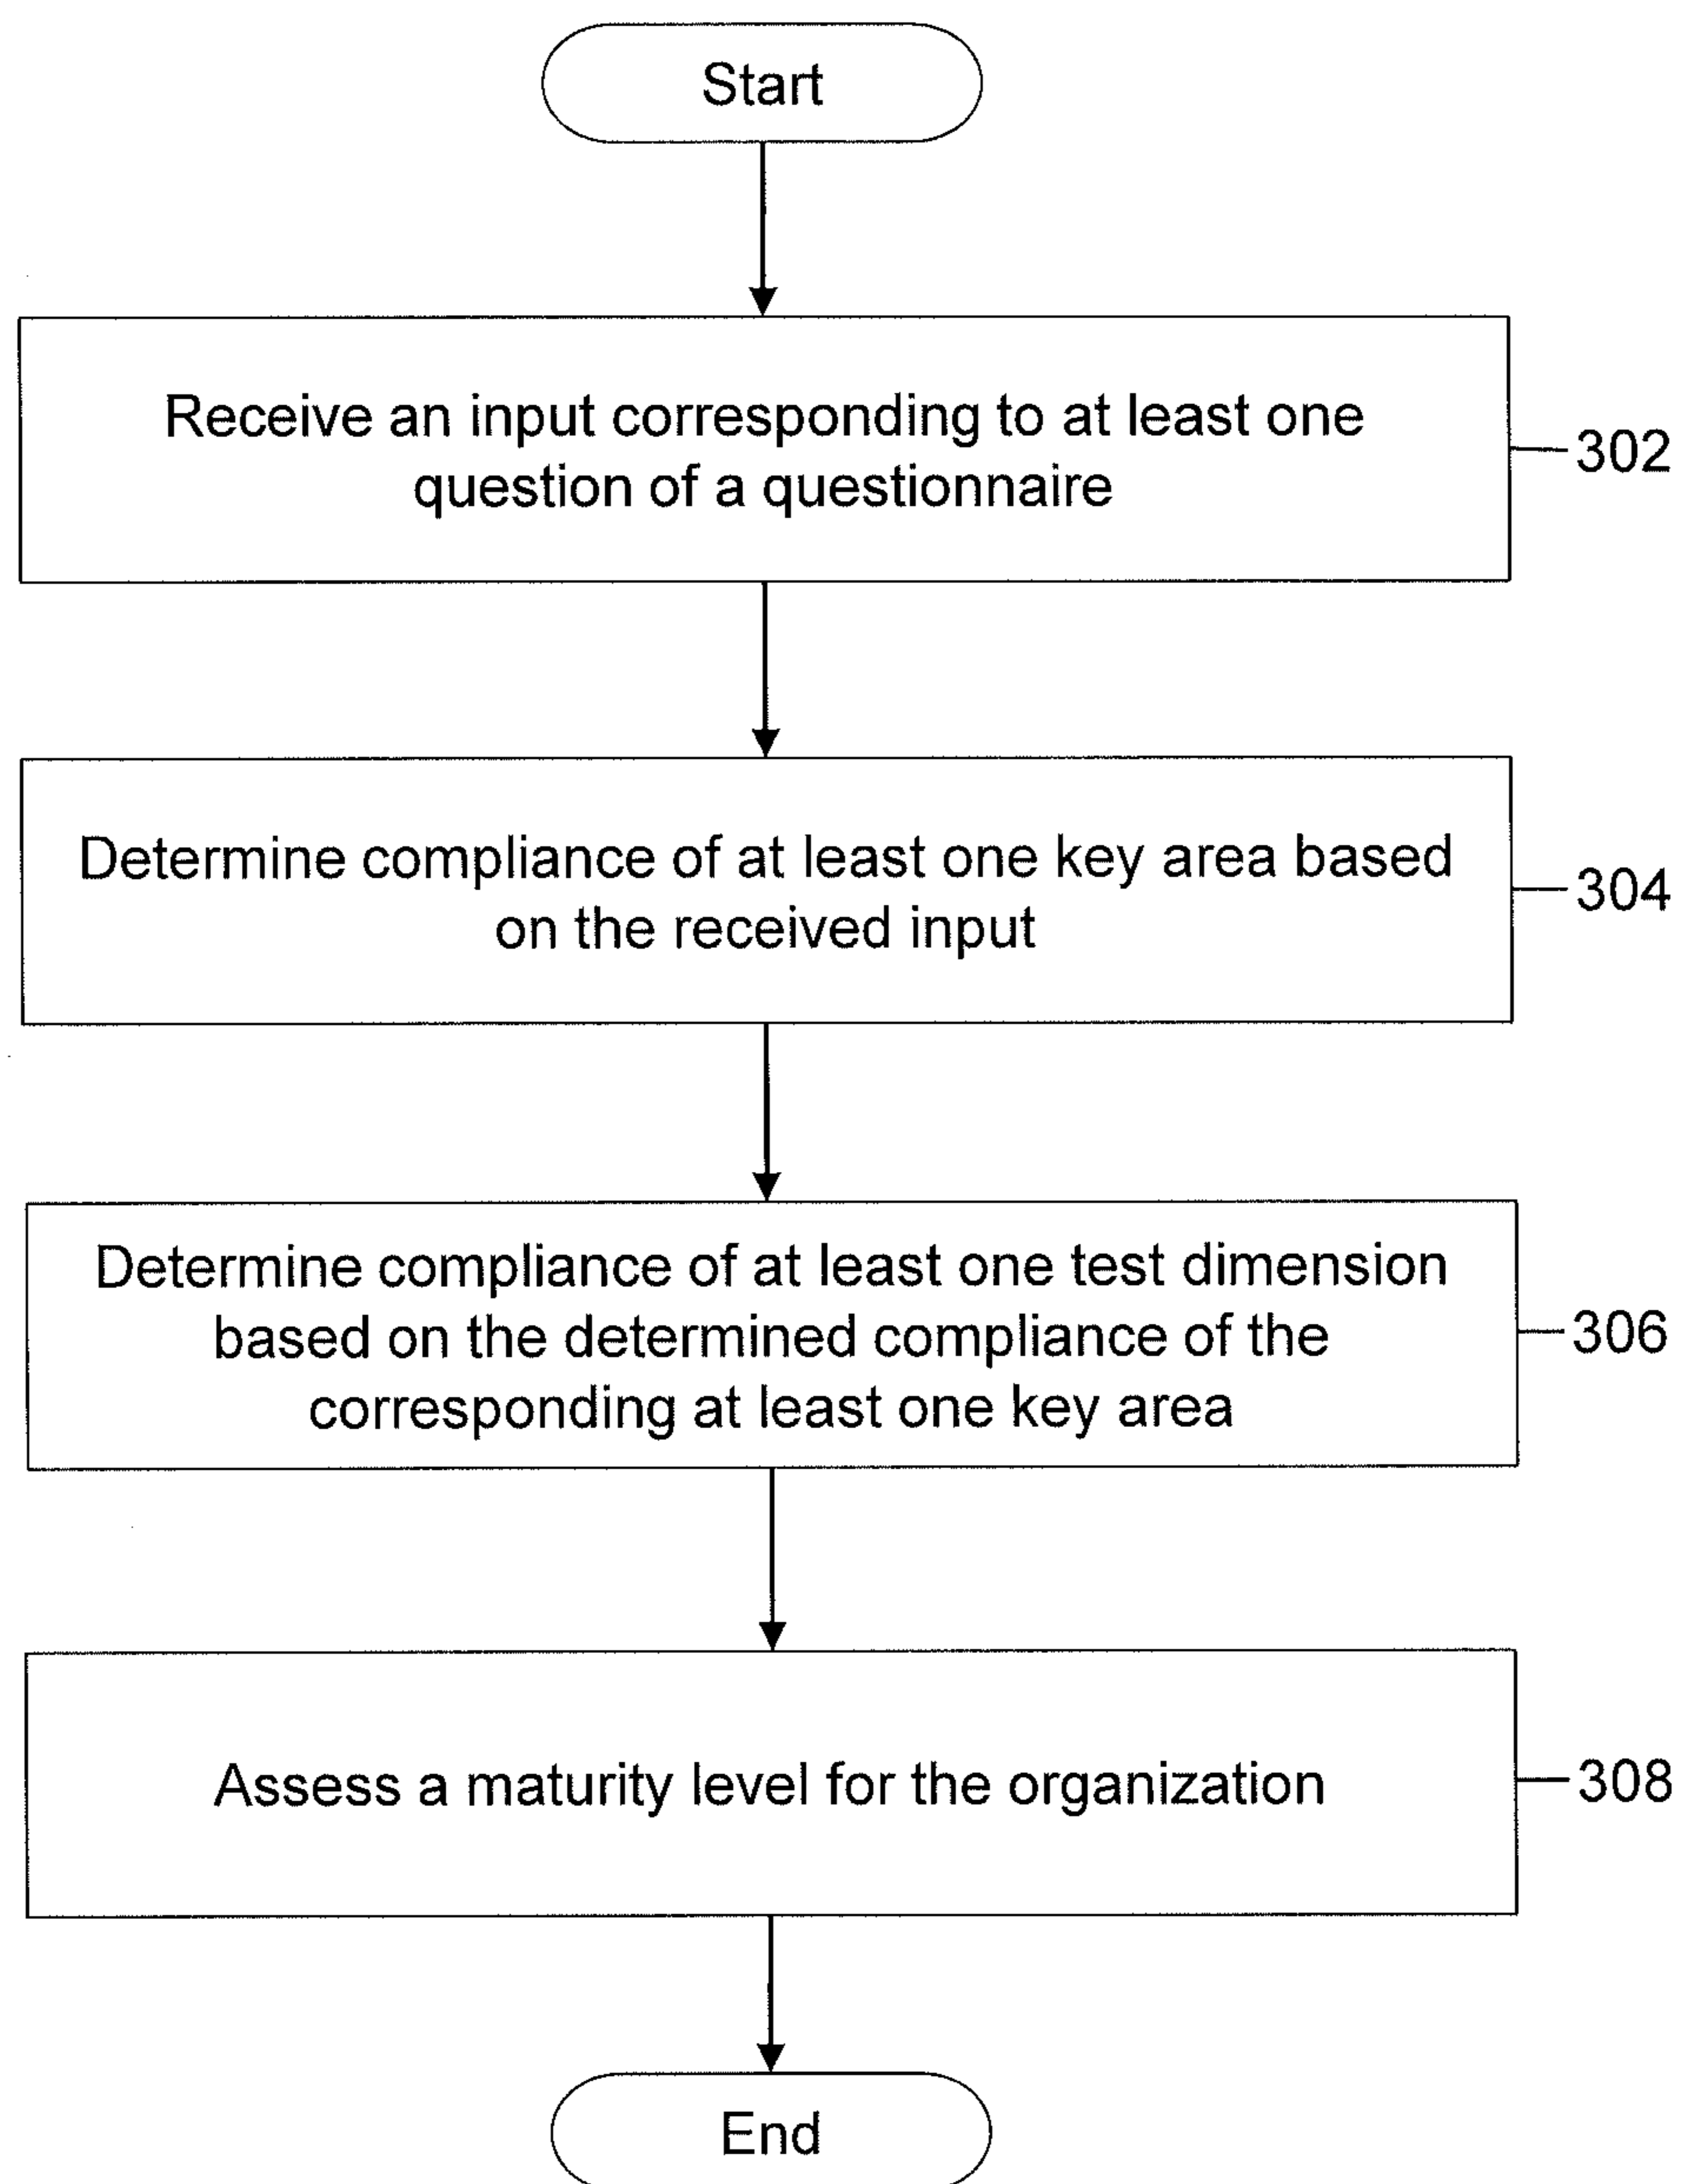 Start
Receive an input corresponding to at least one
question of a questionnaire
302
Determine compliance of at least one key area based
on the received input
304
Determine compliance of at least one test dimension
based on the determined compliance of the
corresponding at least one key area
306
Assess a maturity level for the organization
308
End